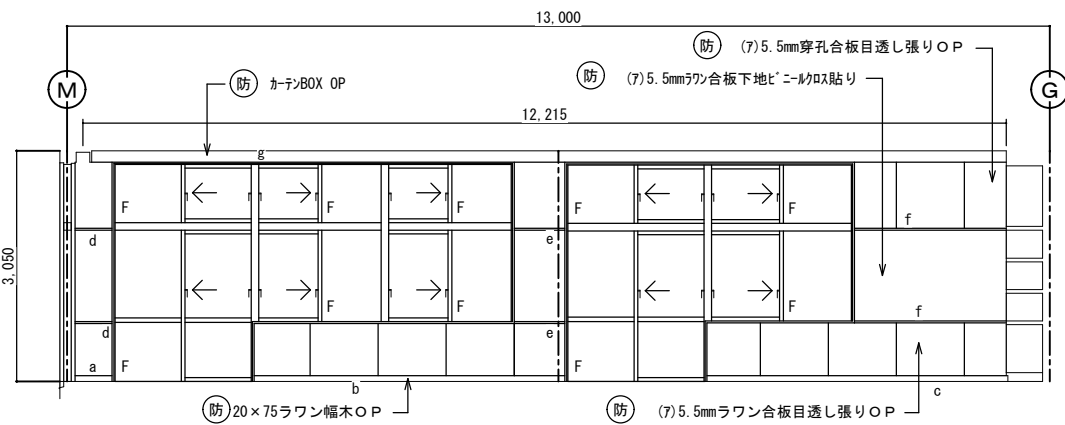 13,000
防 (ｱ)5.5mm穿孔合板目透し張りＯＰ
防 (ｱ)5.5mmﾗﾜﾝ合板下地ﾋﾞﾆｰﾙｸﾛｽ貼り
防 ｶｰﾃﾝBOX OP
M
G
12,215
g
F
F
F
F
F
f
d
e
3,050
F
F
F
F
f
d
e
a
F
F
b
c
防 20×75ラワン幅木ＯＰ
防 (ｱ)5.5mmラワン合板目透し張りＯＰ